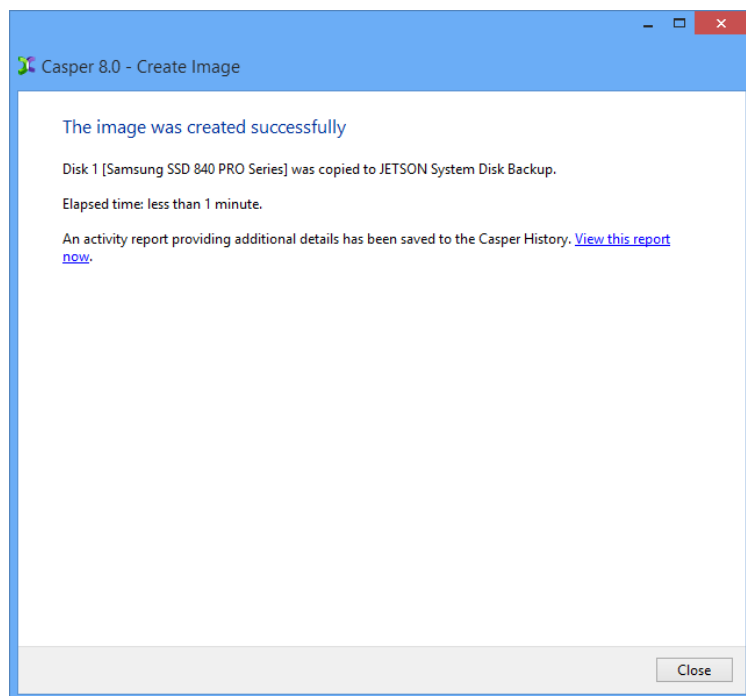 Casper 8.0 - Create Image
The image was created successfully
Disk 1 [Samsung SSD 840 PRO Series] was copied to JETSON System Disk Backup.
Elapsed time: less than 1 minute.
An activity report providing additional details has been saved to the Casper History. View this report
now.
Close